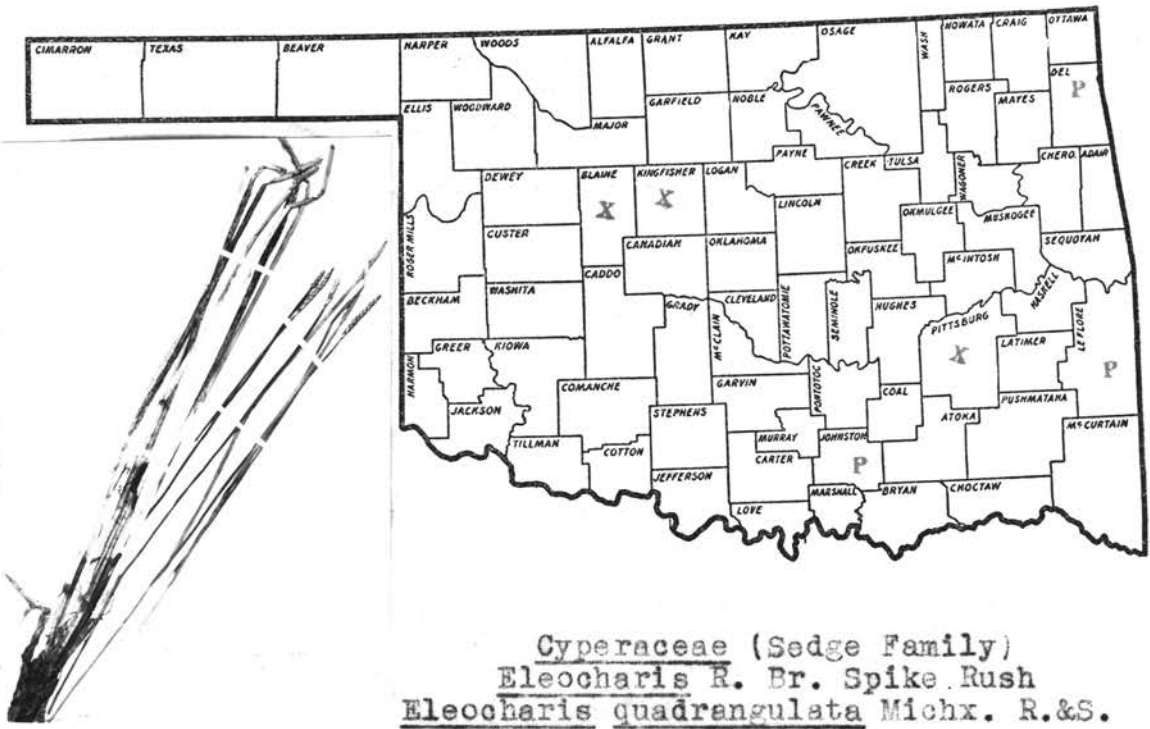 CIMARRON TEXAS BEAVER HARPER WOODS ALFALFA GRANT KAY OSAGE WASH NOWATA CRAIG OTTAWA
ELLIS WOODWARD MAJOR GARFIELD NOBLE PAWNEE ROGERS MAYES DEL
P
DEWEY BLAINE KINGFISHER LOGAN PAYNE CREEK TULSA WAGONER CHERO. ADAIR
X X
ROGER MILLS CUSTER CANADIAN OKLAHOMA LINCOLN OKMULGEE MUSKOGEE SEQUOYAH
OKFUSKEE McINTOSH
BECKHAM WASHITA CADDO GRADY CLEVELAND McCLAIN POTTAWATOMIE SEMINOLE HUGHES PITTSBURG HASKELL LE FLORE
X LATIMER P
HARMON GREER KIOWA COMANCHE GARVIN PONTOTOC COAL PUSHMATAHA
JACKSON TILLMAN COTTON STEPHENS MURRAY JOHNSTON ATOKA McCURTAIN
P
JEFFERSON CARTER MARSHALL BRYAN CHOCTAW
LOVE
Cyperaceae (Sedge Family)
Eleocharis R. Br. Spike Rush
Eleocharis quadrangulata Michx. R.&S.